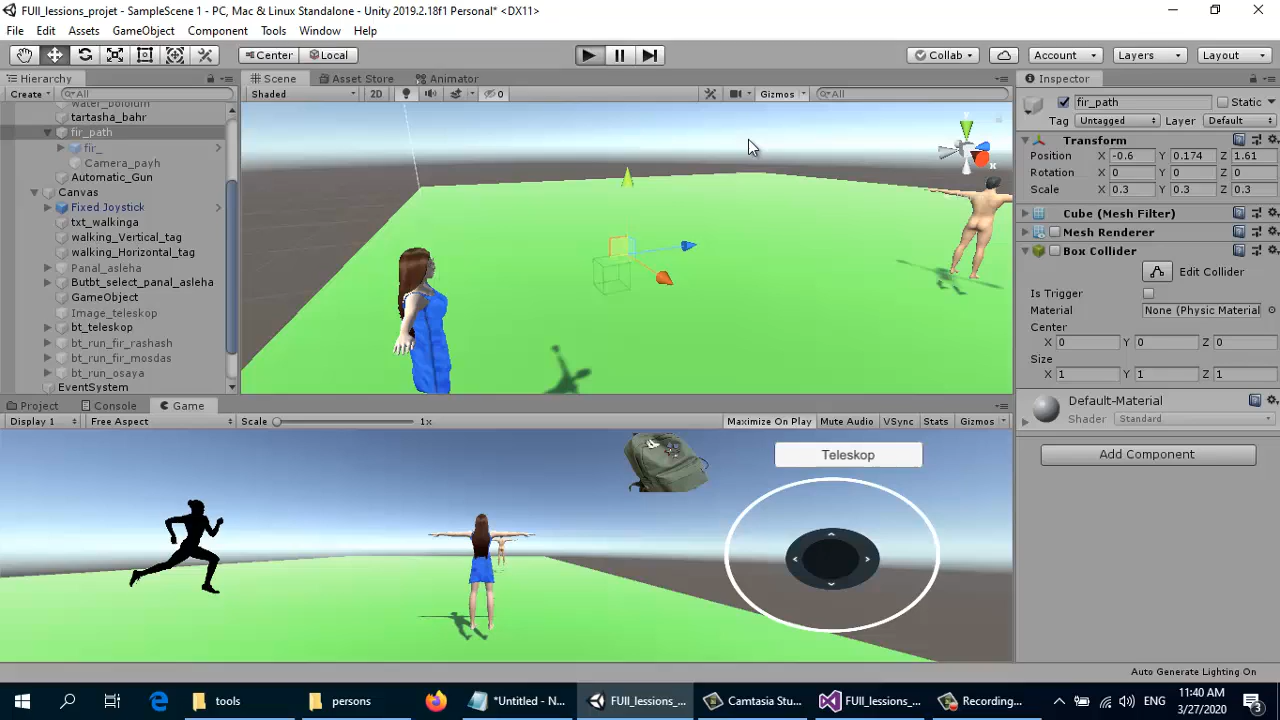 FUll_lessions_projet - SampleScene 1 - PC, Mac & Linux Standalone - Unity 2019.2.18f1 Personal* <DX11>
File Edit Assets GameObject Component Tools Window Help
Center Local Collab Account Layers Layout
Hierarchy
Create All
water_bololum
tartasha_bahr
fir_path
fir_
Camera_payh
Automatic_Gun
Canvas
Fixed Joystick
txt_walkinga
walking_Vertical_tag
walking_Horizontal_tag
Panal_asleha
Butbt_select_panal_asleha
GameObject
Image_teleskop
bt_teleskop
bt_run_fir_rashash
bt_run_fir_mosdas
bt_run_osaya
EventSystem
Scene Asset Store Animator
Shaded 2D 0 Gizmos All
x
Project Console Game
Display 1 Free Aspect Scale 1x Maximize On Play Mute Audio VSync Stats Gizmos
Teleskop
Inspector
fir_path Static
Tag Untagged Layer Default
Transform
Position X -0.6 Y 0.174 Z 1.61
Rotation X 0 Y 0 Z 0
Scale X 0.3 Y 0.3 Z 0.3
Cube (Mesh Filter)
Mesh Renderer
Box Collider
Edit Collider
Is Trigger
Material None (Physic Material
Center
X 0 Y 0 Z 0
Size
X 1 Y 1 Z 1
Default-Material
Shader Standard
Add Component
Auto Generate Lighting On
tools persons *Untitled - N... FUll_lessions_... Camtasia Stu... FUll_lessions_... Recording... ENG 11:40 AM
3/27/2020
3